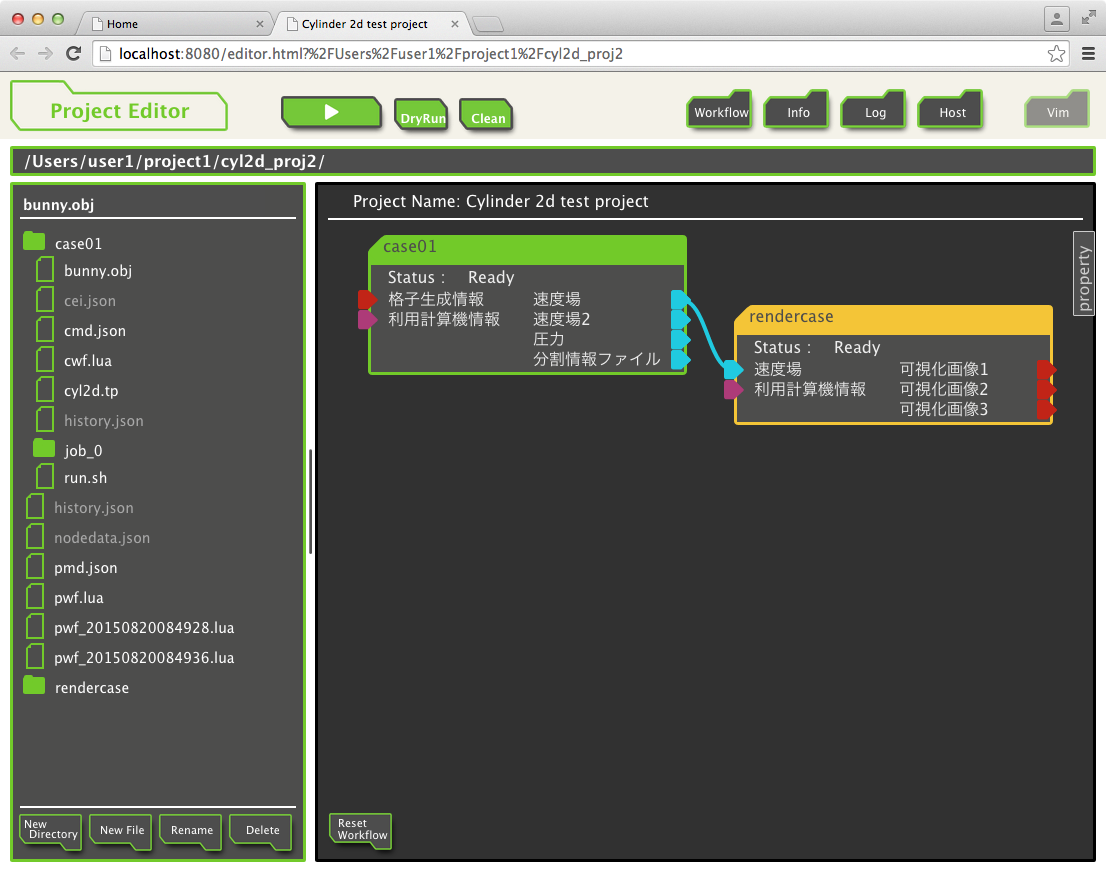 Home
Cylinder 2d test project
localhost:8080/editor.html?%2FUsers%2Fuser1%2Fproject1%2Fcyl2d_proj2
Project Editor
DryRun
Clean
Workflow
Info
Log
Host
Vim
/Users/user1/project1/cyl2d_proj2/
bunny.obj
case01
bunny.obj
cei.json
cmd.json
cwf.lua
cyl2d.tp
history.json
job_0
run.sh
history.json
nodedata.json
pmd.json
pwf.lua
pwf_20150820084928.lua
pwf_20150820084936.lua
rendercase
New
Directory
New File
Rename
Delete
Project Name: Cylinder 2d test project
property
case01
Status : Ready
格子生成情報 速度場
利用計算機情報 速度場2
圧力
分割情報ファイル
rendercase
Status : Ready
速度場 可視化画像1
利用計算機情報 可視化画像2
可視化画像3
Reset
Workflow